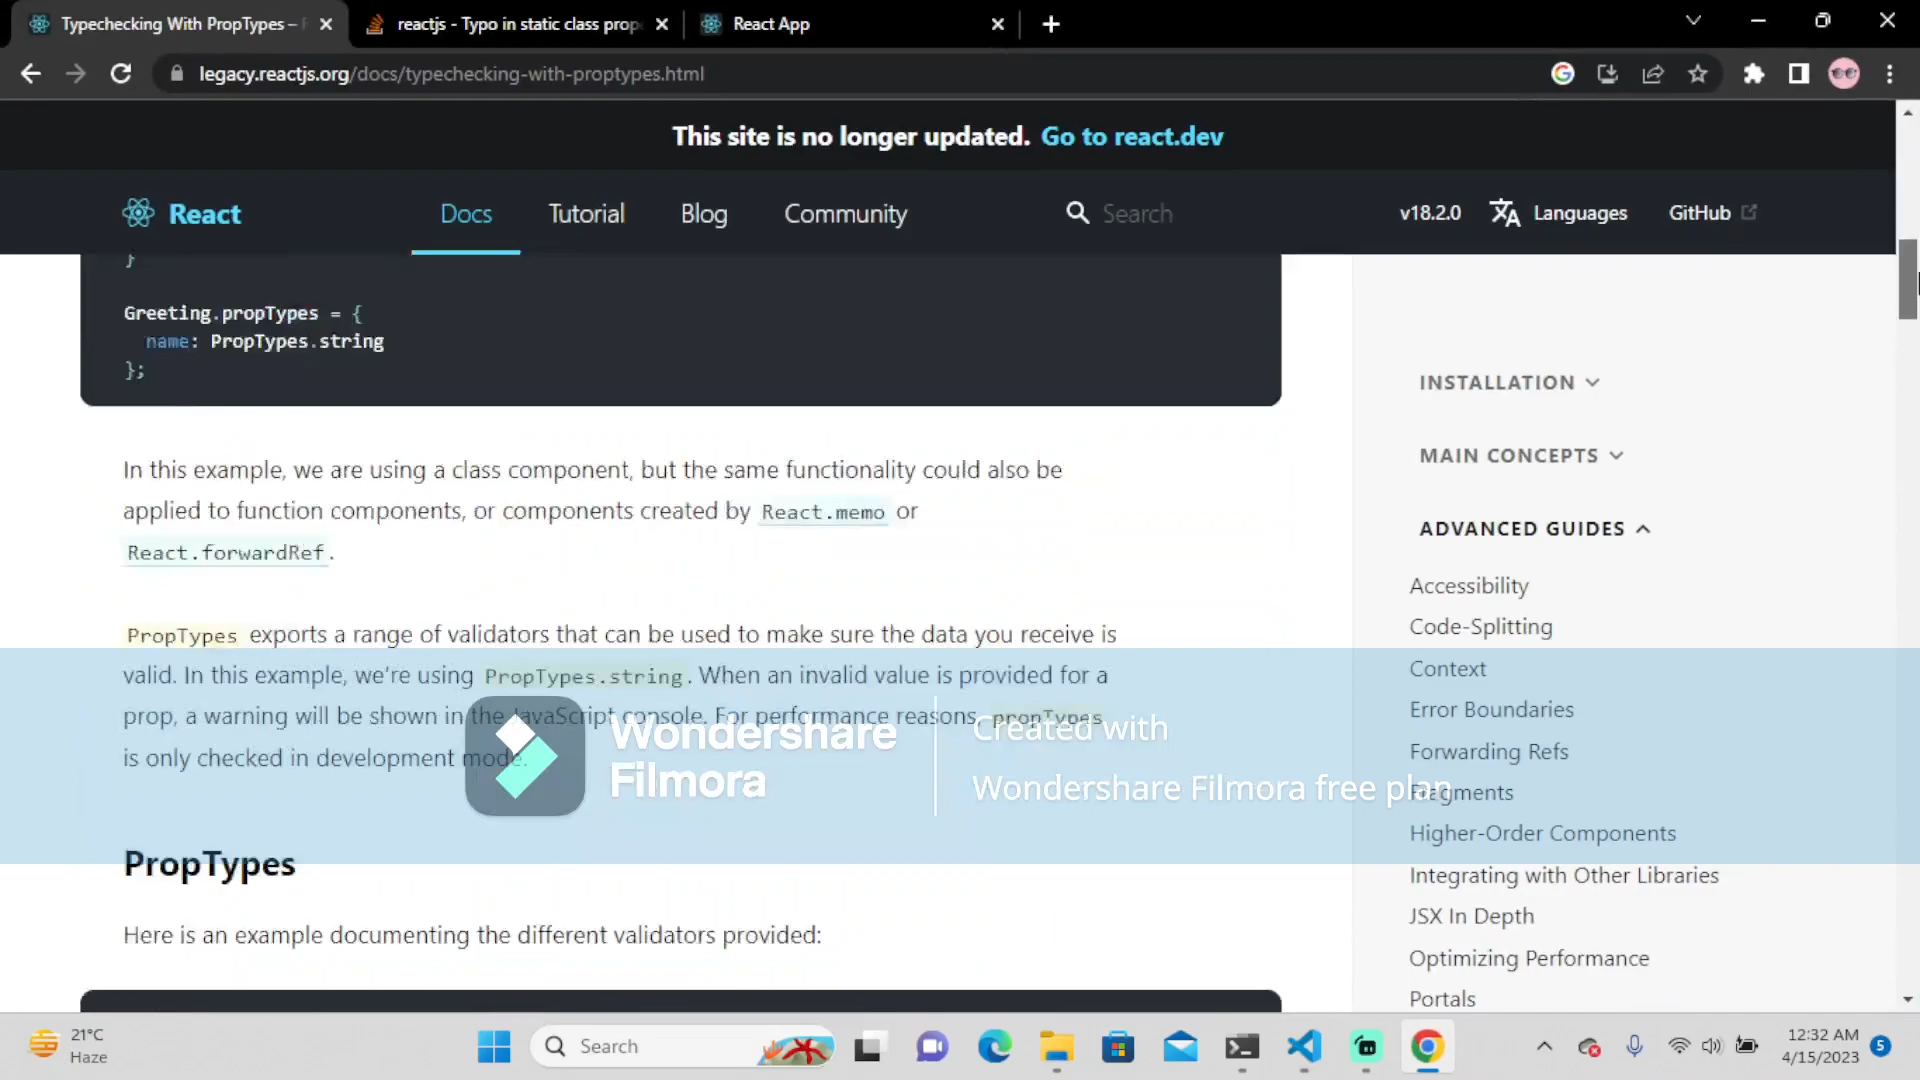 Typechecking With PropTypes –
reactjs - Typo in static class prop
React App
legacy.reactjs.org/docs/typechecking-with-proptypes.html
This site is no longer updated. Go to react.dev
React
Docs
Tutorial
Blog
Community
Search
v18.2.0
Languages
GitHub
}
Greeting.propTypes = {
name: PropTypes.string
};
In this example, we are using a class component, but the same functionality could also be
applied to function components, or components created by React.memo or
React.forwardRef.
PropTypes exports a range of validators that can be used to make sure the data you receive is
valid. In this example, we're using PropTypes.string. When an invalid value is provided for a
prop, a warning will be shown in the JavaScript console. For performance reasons, propTypes
is only checked in development mode.
Wondershare
Filmora
Created with
Wondershare Filmora free plan
PropTypes
Here is an example documenting the different validators provided:
INSTALLATION
MAIN CONCEPTS
ADVANCED GUIDES
Accessibility
Code-Splitting
Context
Error Boundaries
Forwarding Refs
Fragments
Higher-Order Components
Integrating with Other Libraries
JSX In Depth
Optimizing Performance
Portals
21°C
Haze
Search
12:32 AM
4/15/2023
5